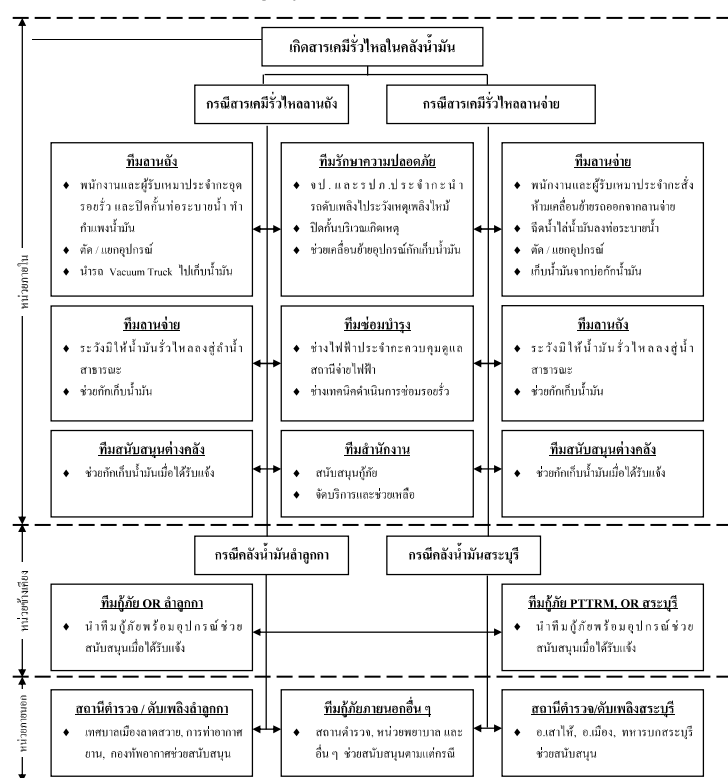 เกิดสารเคมีรั่วไหลในคลังน้ำมัน
กรณีสารเคมีรั่วไหลลานถัง
กรณีสารเคมีรั่วไหลลานจ่าย
หน่วยภายใน
ทีมลานถัง
♦ พนักงานและผู้รับเหมาประจำกะอุด
รอยรั่ว และปิดกั้นท่อระบายน้ำ ทำ
กำแพงน้ำมัน
♦ ตัด / แยกอุปกรณ์
♦ นำรถ Vacuum Truck ไปเก็บน้ำมัน
ทีมรักษาความปลอดภัย
♦ จป. และรปภ.ประจำกะนำ
รถดับเพลิงไประวังเหตุเพลิงไหม้
♦ ปิดกั้นบริเวณเกิดเหตุ
♦ ช่วยเคลื่อนย้ายอุปกรณ์กักเก็บน้ำมัน
ทีมลานจ่าย
♦ พนักงานและผู้รับเหมาประจำกะสั่ง
ห้ามเคลื่อนย้ายรถออกจากลานจ่าย
♦ ฉีดน้ำไล่น้ำมันลงท่อระบายน้ำ
♦ ตัด / แยกอุปกรณ์
♦ เก็บน้ำมันจากบ่อกักน้ำมัน
ทีมลานจ่าย
♦ ระวังมิให้น้ำมันรั่วไหลลงสู่ลำน้ำ
สาธารณะ
♦ ช่วยกักเก็บน้ำมัน
ทีมซ่อมบำรุง
♦ ช่างไฟฟ้าประจำกะควบคุมดูแล
สถานีจ่ายไฟฟ้า
♦ ช่างเทคนิคดำเนินการซ่อมรอยรั่ว
ทีมลานถัง
♦ ระวังมิให้น้ำมันรั่วไหลลงสู่น้ำ
สาธารณะ
♦ ช่วยกักเก็บน้ำมัน
ทีมสนับสนุนต่างคลัง
♦ ช่วยกักเก็บน้ำมันเมื่อได้รับแจ้ง
ทีมสำนักงาน
♦ สนับสนุนกู้ภัย
♦ จัดบริการและช่วยเหลือ
ทีมสนับสนุนต่างคลัง
♦ ช่วยกักเก็บน้ำมันเมื่อได้รับแจ้ง
หน่วยข้างเคียง
กรณีคลังน้ำมันลำลูกกา
กรณีคลังน้ำมันสระบุรี
ทีมกู้ภัย OR ลำลูกกา
♦ นำทีมกู้ภัยพร้อมอุปกรณ์ช่วย
สนับสนุนเมื่อได้รับแจ้ง
ทีมกู้ภัย PTTRM, OR สระบุรี
♦ นำทีมกู้ภัยพร้อมอุปกรณ์ช่วย
สนับสนุนเมื่อได้รับแจ้ง
หน่วยภายนอก
สถานีตำรวจ / ดับเพลิงลำลูกกา
♦ เทศบาลเมืองลาดสวาย, การท่าอากาศ
ยาน, กองทัพอากาศช่วยสนับสนุน
ทีมกู้ภัยภายนอกอื่น ๆ
♦ สถานตำรวจ, หน่วยพยาบาล และ
อื่น ๆ ช่วยสนับสนุนตามแต่กรณี
สถานีตำรวจ/ดับเพลิงสระบุรี
♦ อ.เสาไห้, อ.เมือง, ทหารบกสระบุรี
ช่วยสนับสนุน